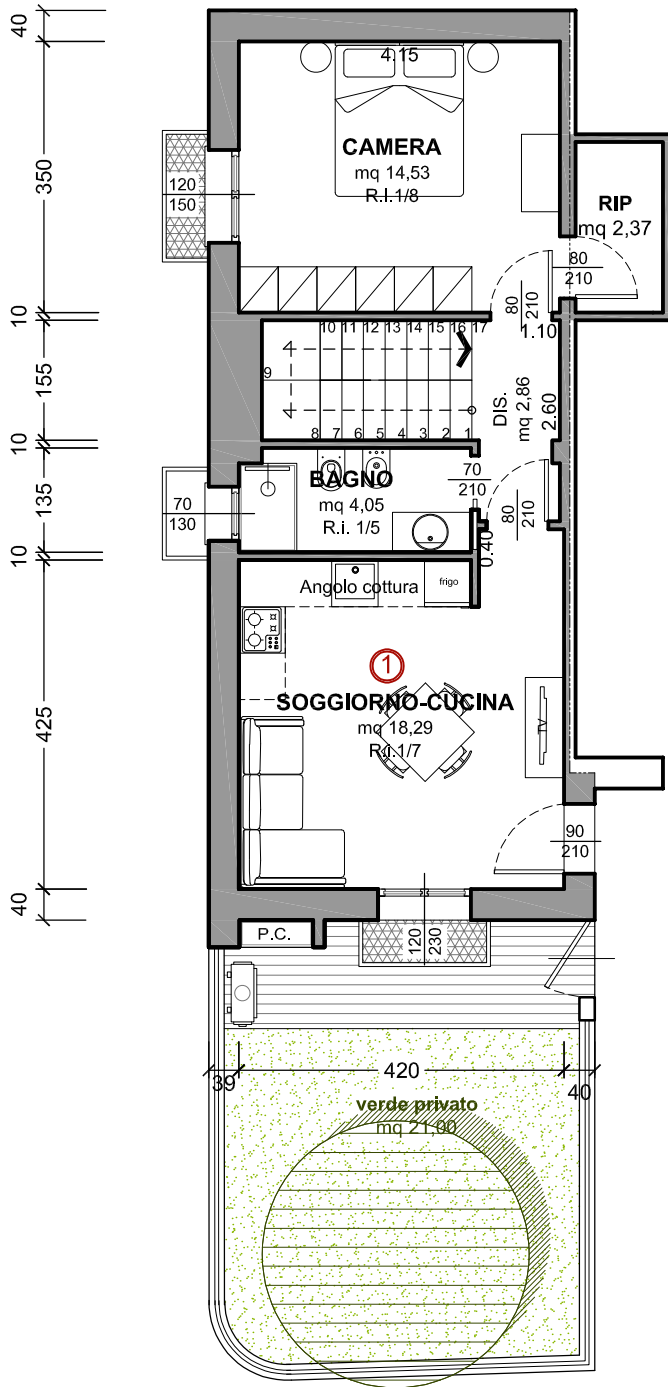 40
4.15
350
CAMERA
mq 14,53
R.I.1/8
120
150
RIP
mq 2,37
80
210
80
210
1.10
10
155
10 11 12 13 14 15 16 17
9
8 7 6 5 4 3 2 1
DIS.
mq 2,86
2.60
10
135
BAGNO
mq 4,05
R.i. 1/5
70
130
70
210
80
210
0.40
10
Angolo cottura
frigo
1
425
SOGGIORNO-CUCINA
mq 18,29
R.i.1/7
TV
90
210
40
P.C.
120
230
39
420
40
verde privato
mq 21,00